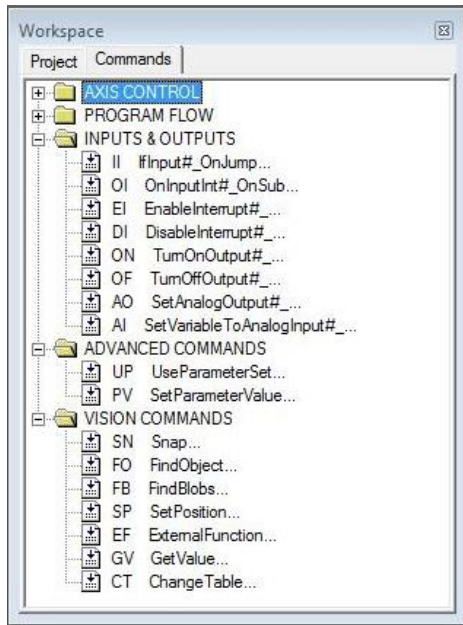 Workspace
Project Commands
AXIS CONTROL
PROGRAM FLOW
INPUTS & OUTPUTS
II IfInput#_OnJump...
OI OnInputInt#_OnSub...
EI EnableInterrupt#_...
DI DisableInterrupt#_...
ON TurnOnOutput#_...
OF TurnOffOutput#_...
AO SetAnalogOutput#_...
AI SetVariableToAnalogInput#_...
ADVANCED COMMANDS
UP UseParameterSet...
PV SetParameterValue...
VISION COMMANDS
SN Snap...
FO FindObject...
FB FindBlobs...
SP SetPosition...
EF ExternalFunction...
GV GetValue...
CT ChangeTable...